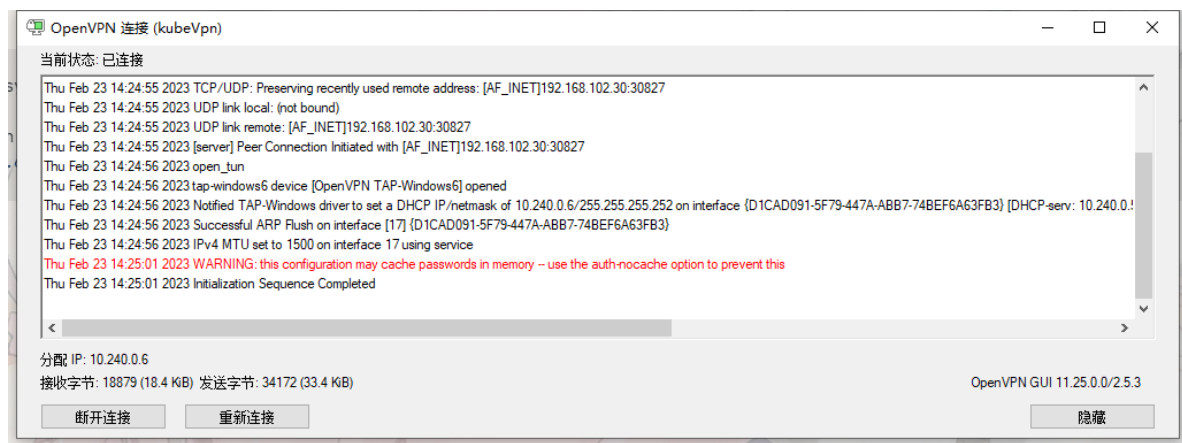 OpenVPN 连接 (kubeVpn)
当前状态: 已连接
Thu Feb 23 14:24:55 2023 TCP/UDP: Preserving recently used remote address: [AF_INET]192.168.102.30:30827
Thu Feb 23 14:24:55 2023 UDP link local: (not bound)
Thu Feb 23 14:24:55 2023 UDP link remote: [AF_INET]192.168.102.30:30827
Thu Feb 23 14:24:55 2023 [server] Peer Connection Initiated with [AF_INET]192.168.102.30:30827
Thu Feb 23 14:24:56 2023 open_tun
Thu Feb 23 14:24:56 2023 tap-windows6 device [OpenVPN TAP-Windows6] opened
Thu Feb 23 14:24:56 2023 Notified TAP-Windows driver to set a DHCP IP/netmask of 10.240.0.6/255.255.255.252 on interface {D1CAD091-5F79-447A-ABB7-74BEF6A63FB3} [DHCP-serv: 10.240.0.
Thu Feb 23 14:24:56 2023 Successful ARP Flush on interface [17] {D1CAD091-5F79-447A-ABB7-74BEF6A63FB3}
Thu Feb 23 14:24:56 2023 IPv4 MTU set to 1500 on interface 17 using service
Thu Feb 23 14:25:01 2023 WARNING: this configuration may cache passwords in memory -- use the auth-nocache option to prevent this
Thu Feb 23 14:25:01 2023 Initialization Sequence Completed
分配 IP: 10.240.0.6
接收字节: 18879 (18.4 KiB) 发送字节: 34172 (33.4 KiB)
OpenVPN GUI 11.25.0.0/2.5.3
断开连接
重新连接
隐藏